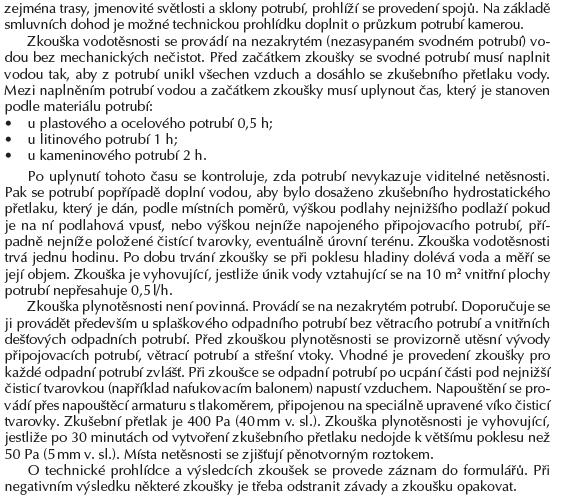 zejména trasy, jmenovité světlosti a sklony potrubí, prohlíží se provedení spojů. Na základě
smluvních dohod je možné technickou prohlídku doplnit o průzkum potrubí kamerou.
Zkouška vodotěsnosti se provádí na nezakrytém (nezasypaném svodném potrubí) vo-
dou bez mechanických nečistot. Před začátkem zkoušky se svodné potrubí musí naplnit
vodou tak, aby z potrubí unikl všechen vzduch a dosáhlo se zkušebního přetlaku vody.
Mezi naplněním potrubí vodou a začátkem zkoušky musí uplynout čas, který je stanoven
podle materiálu potrubí:
• u plastového a ocelového potrubí 0,5 h;
• u litinového potrubí 1 h;
• u kameninového potrubí 2 h.
Po uplynutí tohoto času se kontroluje, zda potrubí nevykazuje viditelné netěsnosti.
Pak se potrubí popřípadě doplní vodou, aby bylo dosaženo zkušebního hydrostatického
přetlaku, který je dán, podle místních poměrů, výškou podlahy nejnižšího podlaží pokud
je na ní podlahová vpusť, nebo výškou nejníže napojeného připojovacího potrubí, pří-
padně nejníže položené čistící tvarovky, eventuálně úrovní terénu. Zkouška vodotěsnosti
trvá jednu hodinu. Po dobu trvání zkoušky se při poklesu hladiny dolévá voda a měří se
její objem. Zkouška je vyhovující, jestliže únik vody vztahující se na 10 m² vnitřní plochy
potrubí nepřesahuje 0,5 l/h.
Zkouška plynotěsnosti není povinná. Provádí se na nezakrytém potrubí. Doporučuje se
ji provádět především u splaškového odpadního potrubí bez větracího potrubí a vnitřních
dešťových odpadních potrubí. Před zkouškou plynotěsnosti se provizorně utěsní vývody
připojovacích potrubí, větrací potrubí a střešní vtoky. Vhodné je provedení zkoušky pro
každé odpadní potrubí zvlášť. Při zkoušce se odpadní potrubí po ucpání části pod nejnižší
čisticí tvarovkou (například nafukovacím balonem) napustí vzduchem. Napouštění se pro-
vádí přes napouštěcí armaturu s tlakoměrem, připojenou na speciálně upravené víko čisticí
tvarovky. Zkušební přetlak je 400 Pa (40 mm v. sl.). Zkouška plynotěsnosti je vyhovující,
jestliže po 30 minutách od vytvoření zkušebního přetlaku nedojde k většímu poklesu než
50 Pa (5 mm v. sl.). Místa netěsnosti se zjišťují pěnotvorným roztokem.
O technické prohlídce a výsledcích zkoušek se provede záznam do formulářů. Při
negativním výsledku některé zkoušky je třeba odstranit závady a zkoušku opakovat.